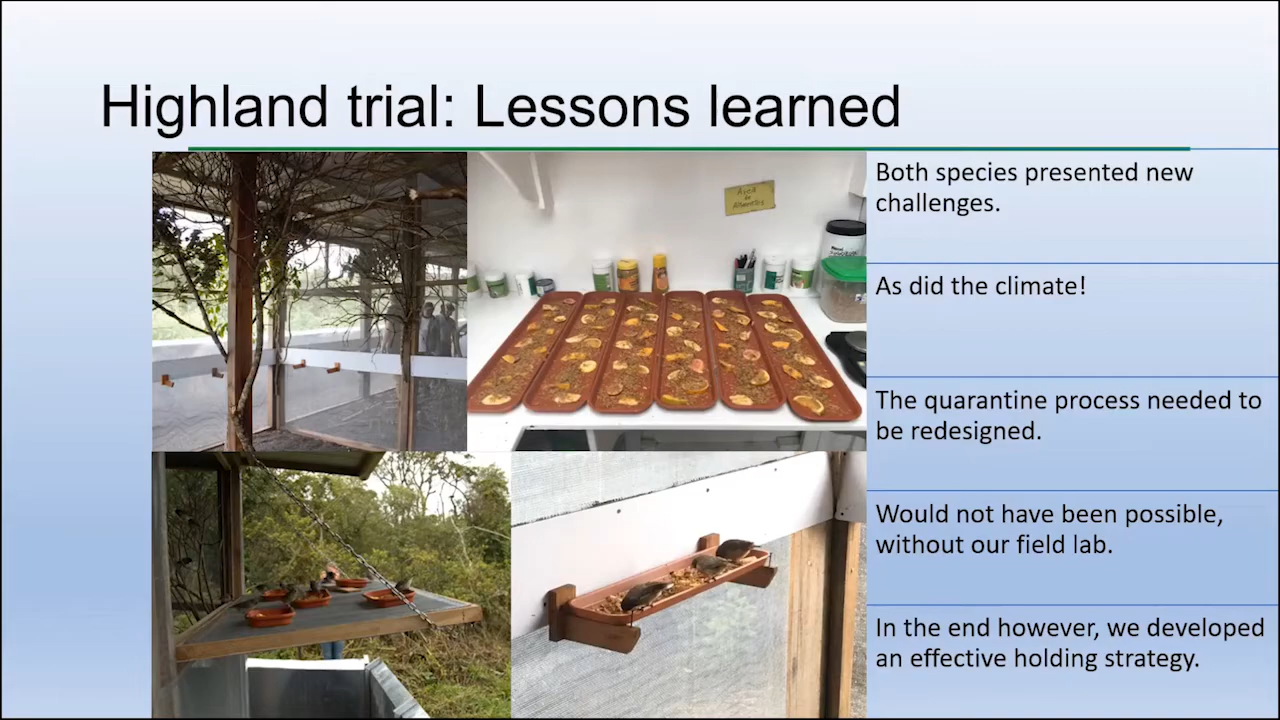 Highland trial: Lessons learned
Both species presented new
challenges.
As did the climate!
The quarantine process needed to
be redesigned.
Would not have been possible,
without our field lab.
In the end however, we developed
an effective holding strategy.